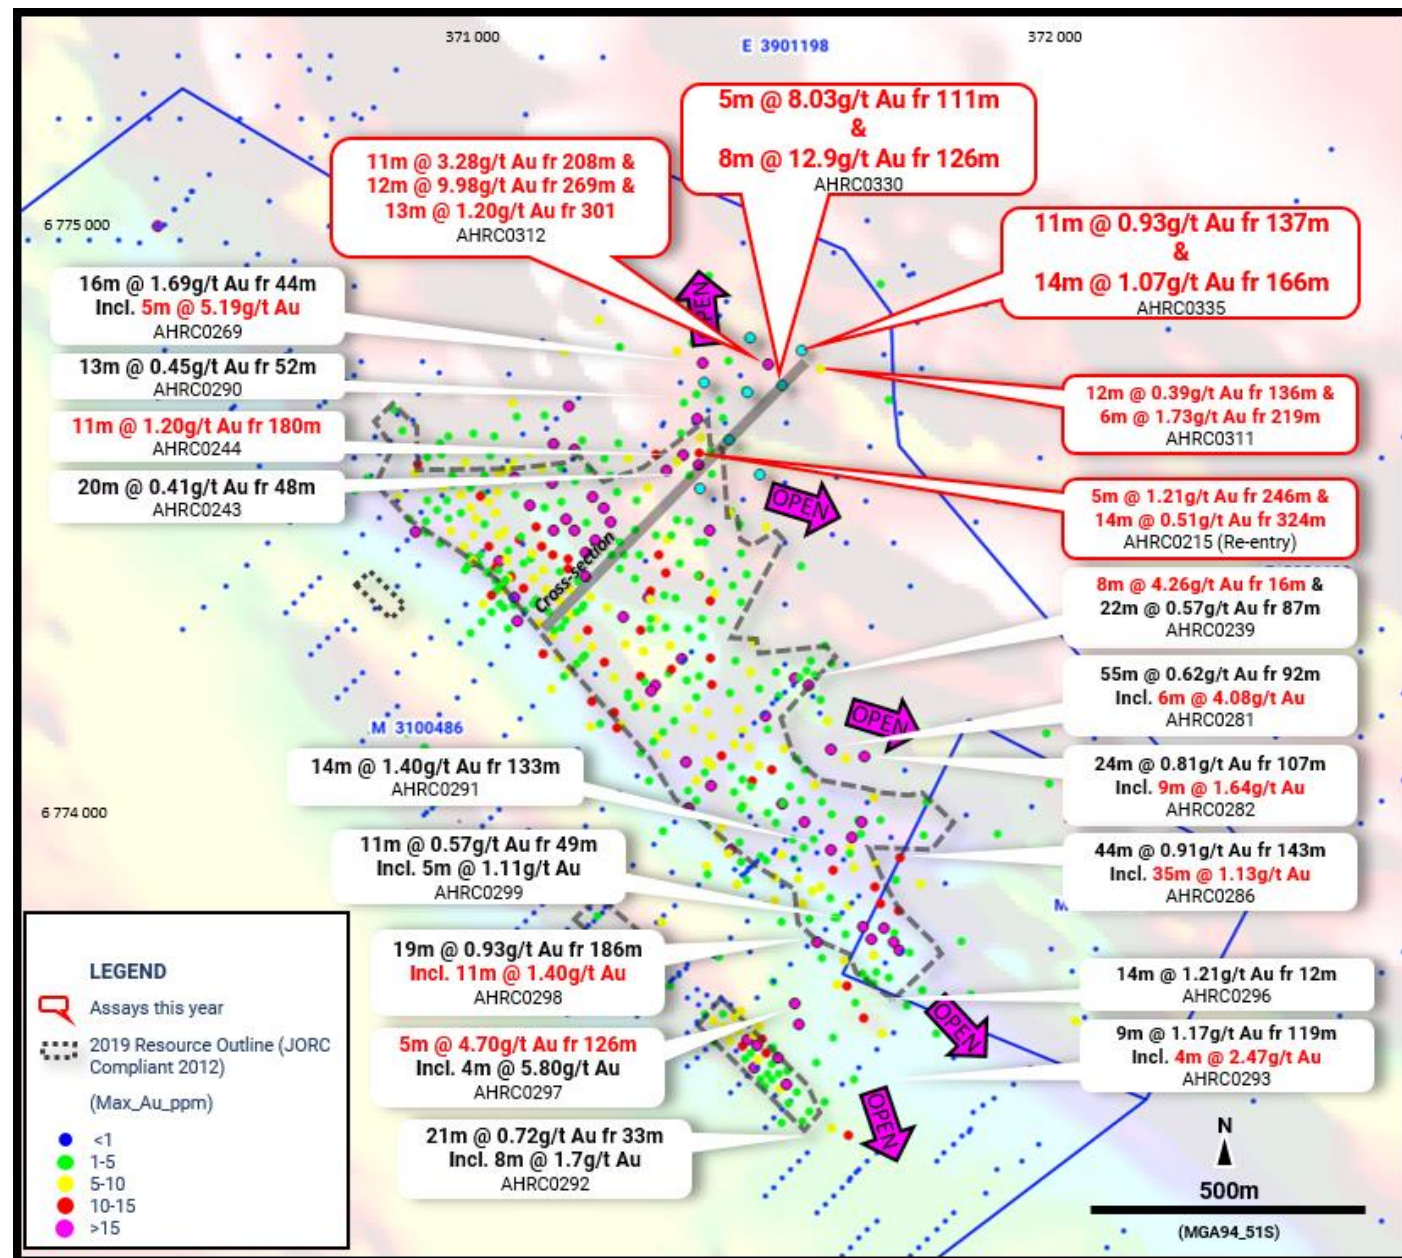 371 000
E 3901198
372 000
5m @ 8.03g/t Au fr 111m
&
8m @ 12.9g/t Au fr 126m
AHRC0330
11m @ 3.28g/t Au fr 208m &
12m @ 9.98g/t Au fr 269m &
13m @ 1.20g/t Au fr 301
AHRC0312
6 775 000
11m @ 0.93g/t Au fr 137m
&
14m @ 1.07g/t Au fr 166m
AHRC0335
16m @ 1.69g/t Au fr 44m
Incl. 5m @ 5.19g/t Au
AHRC0269
OPEN
13m @ 0.45g/t Au fr 52m
AHRC0290
12m @ 0.39g/t Au fr 136m &
6m @ 1.73g/t Au fr 219m
AHRC0311
11m @ 1.20g/t Au fr 180m
AHRC0244
20m @ 0.41g/t Au fr 48m
AHRC0243
OPEN
5m @ 1.21g/t Au fr 246m &
14m @ 0.51g/t Au fr 324m
AHRC0215 (Re-entry)
Cross-section
8m @ 4.26g/t Au fr 16m &
22m @ 0.57g/t Au fr 87m
AHRC0239
55m @ 0.62g/t Au fr 92m
Incl. 6m @ 4.08g/t Au
AHRC0281
OPEN
M 3100486
14m @ 1.40g/t Au fr 133m
AHRC0291
24m @ 0.81g/t Au fr 107m
Incl. 9m @ 1.64g/t Au
AHRC0282
6 774 000
11m @ 0.57g/t Au fr 49m
Incl. 5m @ 1.11g/t Au
AHRC0299
44m @ 0.91g/t Au fr 143m
Incl. 35m @ 1.13g/t Au
AHRC0286
M
19m @ 0.93g/t Au fr 186m
Incl. 11m @ 1.40g/t Au
AHRC0298
14m @ 1.21g/t Au fr 12m
AHRC0296
OPEN
5m @ 4.70g/t Au fr 126m
Incl. 4m @ 5.80g/t Au
AHRC0297
9m @ 1.17g/t Au fr 119m
Incl. 4m @ 2.47g/t Au
AHRC0293
OPEN
21m @ 0.72g/t Au fr 33m
Incl. 8m @ 1.7g/t Au
AHRC0292
LEGEND
Assays this year
2019 Resource Outline (JORC
Compliant 2012)
(Max_Au_ppm)
<1
1-5
5-10
10-15
>15
N
500m
(MGA94_51S)